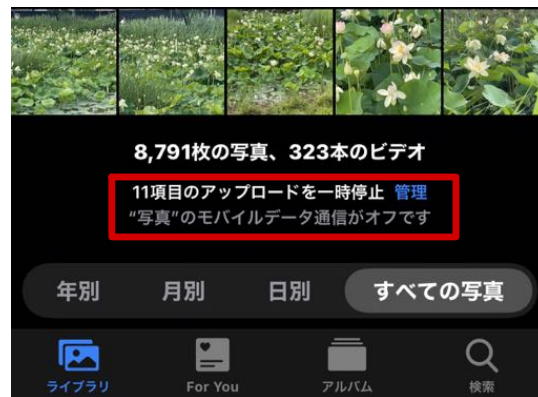 8,791枚の写真、323本のビデオ
11項目のアップロードを一時停止 管理
“写真”のモバイルデータ通信がオフです
年別 月別 日別 すべての写真
ライブラリ For You アルバム 検索